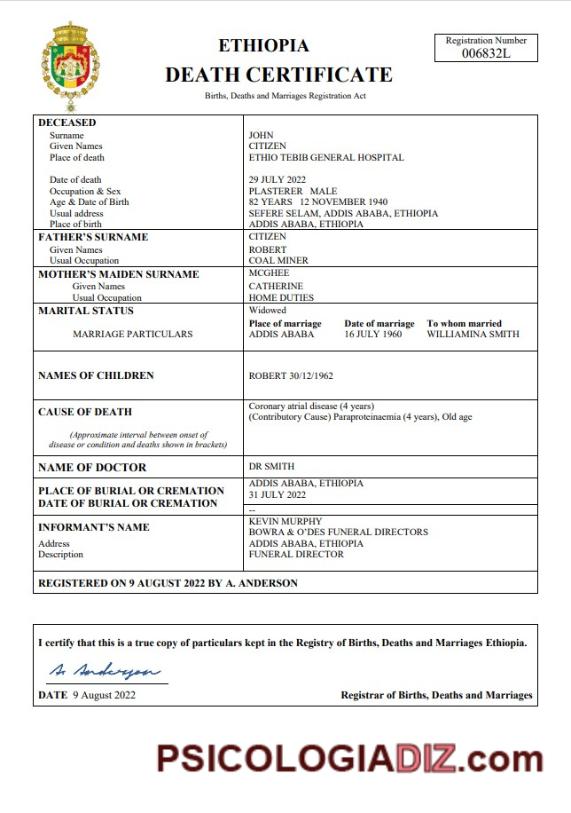 ETHIOPIA
DEATH CERTIFICATE
Births, Deaths and Marriages Registration Act
Registration Number
006832L
DECEASED
Surname JOHN
Given Names CITIZEN
Place of death ETHIO TEBIB GENERAL HOSPITAL
Date of death 29 JULY 2022
Occupation & Sex PLASTERER MALE
Age & Date of Birth 82 YEARS 12 NOVEMBER 1940
Usual address SEFERE SELAM, ADDIS ABABA, ETHIOPIA
Place of birth ADDIS ABABA, ETHIOPIA
FATHER'S SURNAME CITIZEN
Given Names ROBERT
Usual Occupation COAL MINER
MOTHER'S MAIDEN SURNAME MCGHEE
Given Names CATHERINE
Usual Occupation HOME DUTIES
MARITAL STATUS Widowed
Place of marriage Date of marriage To whom married
MARRIAGE PARTICULARS ADDIS ABABA 16 JULY 1960 WILLIAMINA SMITH
NAMES OF CHILDREN ROBERT 30/12/1962
CAUSE OF DEATH
Coronary atrial disease (4 years)
(Contributory Cause) Paraproteinaemia (4 years), Old age
(Approximate interval between onset of
disease or condition and deaths shown in brackets)
NAME OF DOCTOR DR SMITH
PLACE OF BURIAL OR CREMATION ADDIS ABABA, ETHIOPIA
DATE OF BURIAL OR CREMATION 31 JULY 2022
--
INFORMANT'S NAME KEVIN MURPHY
BOWRA & O'DES FUNERAL DIRECTORS
Address ADDIS ABABA, ETHIOPIA
Description FUNERAL DIRECTOR
REGISTERED ON 9 AUGUST 2022 BY A. ANDERSON
I certify that this is a true copy of particulars kept in the Registry of Births, Deaths and Marriages Ethiopia.
A. Anderson
DATE 9 August 2022 Registrar of Births, Deaths and Marriages
PSICOLOGIADIZ.com